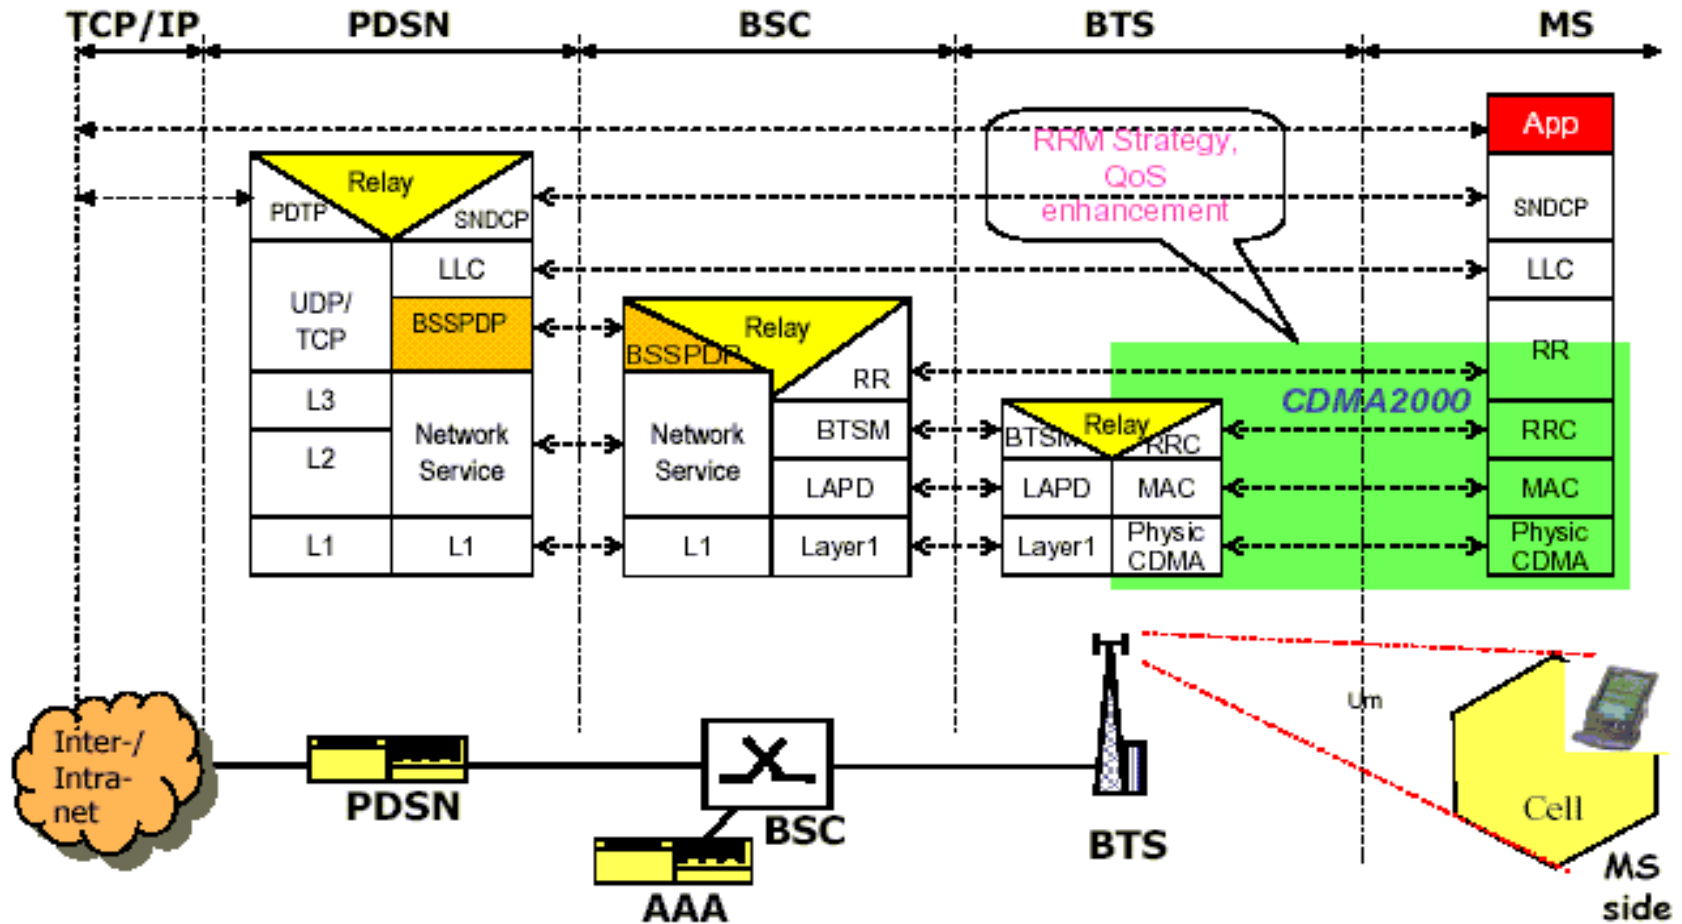 TCP/IP
PDSN
BSC
BTS
MS
App
RRM Strategy,
QoS
enhancement
Relay
PDTP
SNDCP
SNDCP
LLC
LLC
UDP/
TCP
BSSPDP
Relay
BSSPDP
RR
RR
CDMA2000
L3
Network
Service
Network
Service
BTSM
BTSM
Relay
RRC
RRC
L2
LAPD
LAPD
MAC
MAC
L1
L1
L1
Layer1
Layer1
Physic
CDMA
Physic
CDMA
Um
Inter-/
Intra-
net
PDSN
BSC
BTS
Cell
AAA
MS
side